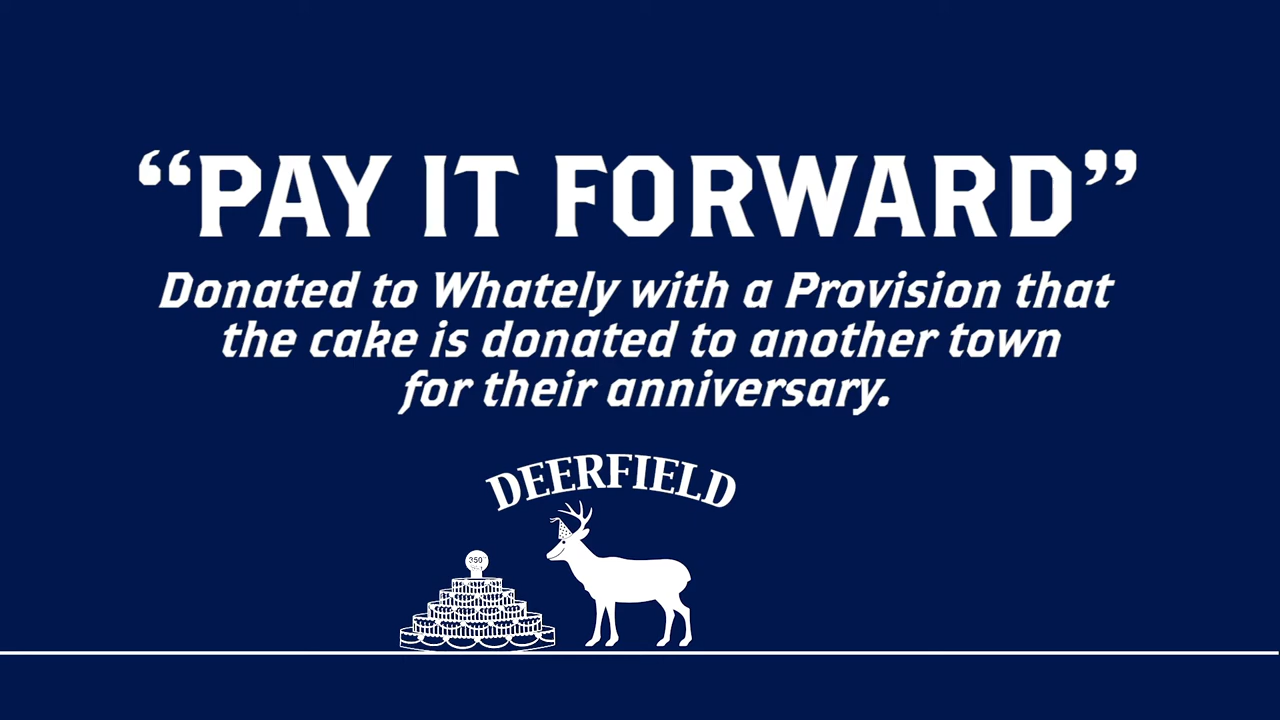 “PAY IT FORWARD”
Donated to Whately with a Provision that
the cake is donated to another town
for their anniversary.
DEERFIELD
350